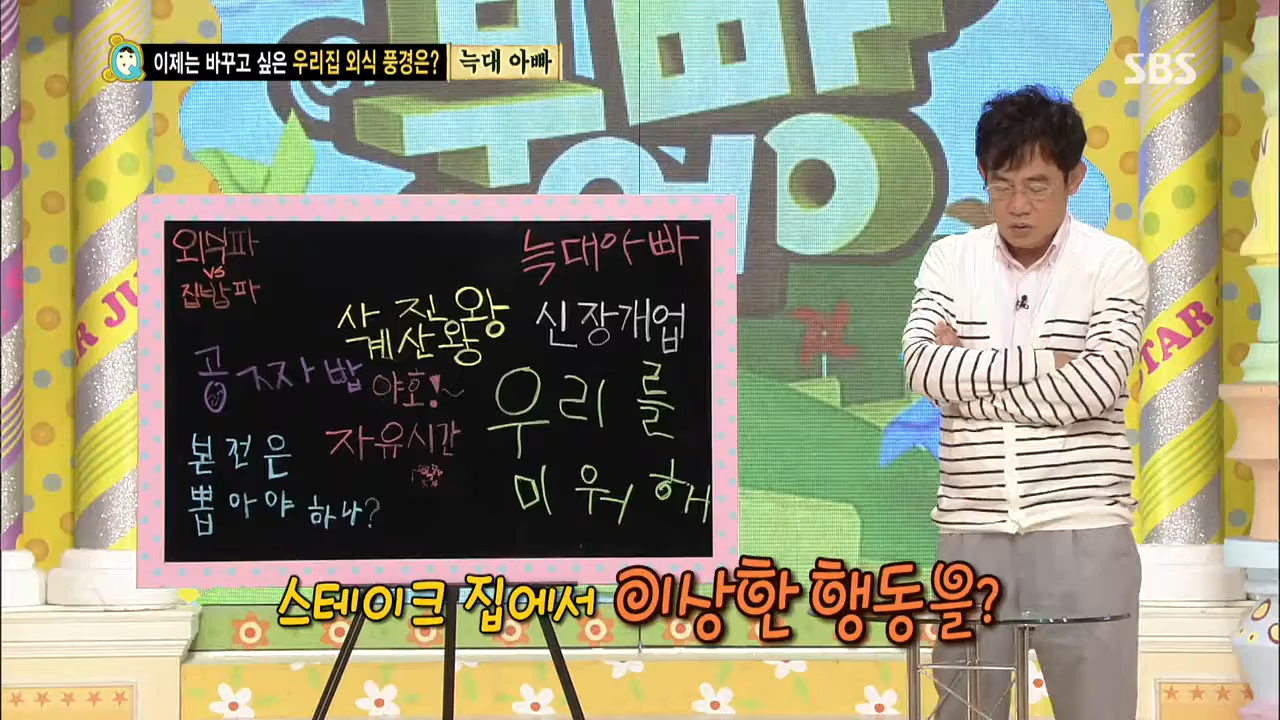 이제는 바꾸고 싶은 우리집 외식 풍경은? 늑대 아빠
SBS
외식파
vs
집밥파
늑대아빠
사진왕
계산왕
신장개업
공짜밥
야호!~
우리를
미워해
자유시간
본전은
뽑아야 하나?
STAR
스테이크 집에서 이상한 행동을?